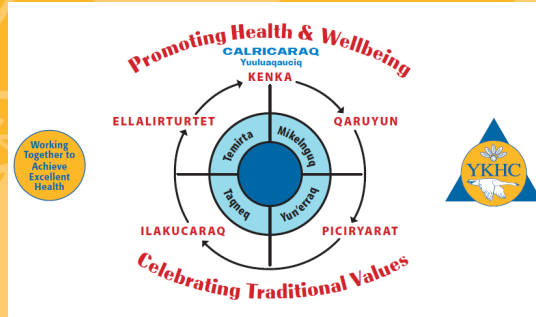 Promoting Health & Wellbeing
CALRICARAQ
Yuuluaqauciq
KENKA
ELLALIRTURTET
QARUYUN
Temirta
Mikelnguq
Working
Together to
Achieve
Excellent
Health
YKHC
Taqneq
Yun'erraq
ILAKUCARAQ
PICIRYARAT
Celebrating Traditional Values